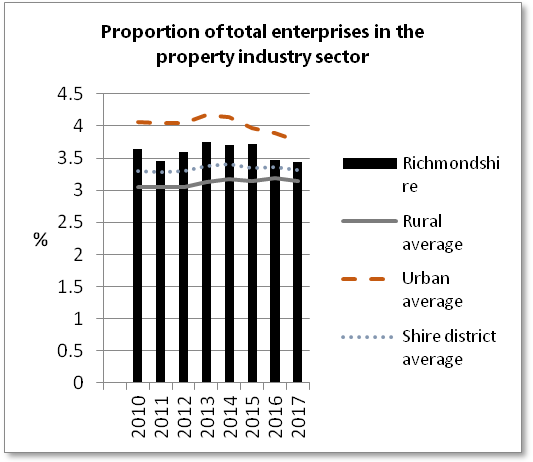 Proportion of total enterprises in the
property industry sector
4.5
4
3.5
3
2.5
2
1.5
1
0.5
0
%
2010
2011
2012
2013
2014
2015
2016
2017
Richmondshi
re
Rural
average
Urban
average
Shire district
average